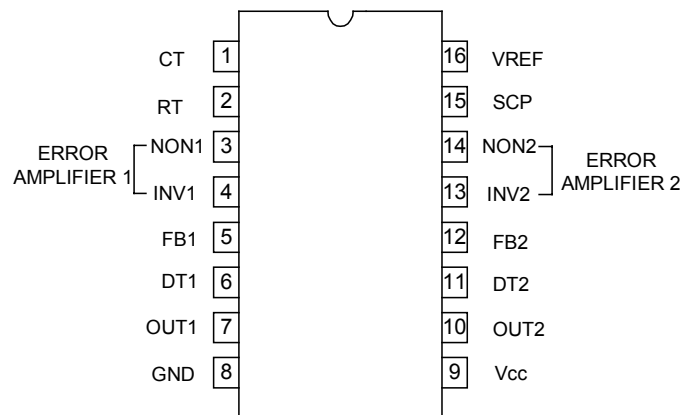 CT 1 16 VREF
RT 2 15 SCP
NON1 3 14 NON2
ERROR AMPLIFIER 1
ERROR AMPLIFIER 2
INV1 4 13 INV2
FB1 5 12 FB2
DT1 6 11 DT2
OUT1 7 10 OUT2
GND 8 9 Vcc